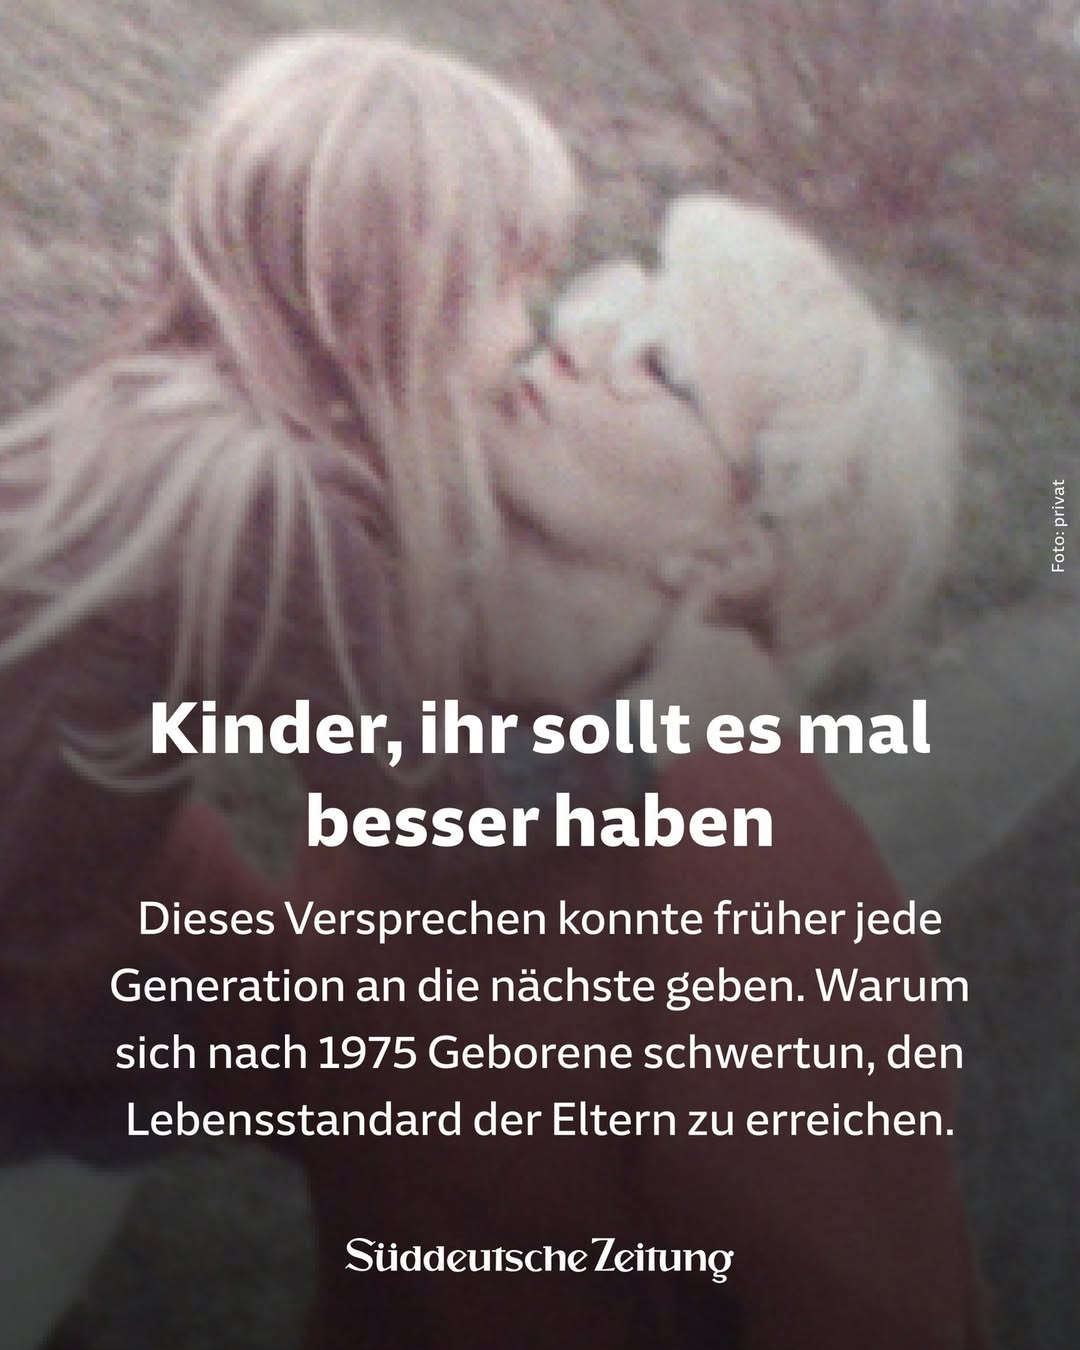 Foto: privat
Kinder, ihr sollt es mal
besser haben
Dieses Versprechen konnte früher jede
Generation an die nächste geben. Warum
sich nach 1975 Geborene schwertun, den
Lebensstandard der Eltern zu erreichen.
Süddeutsche Zeitung